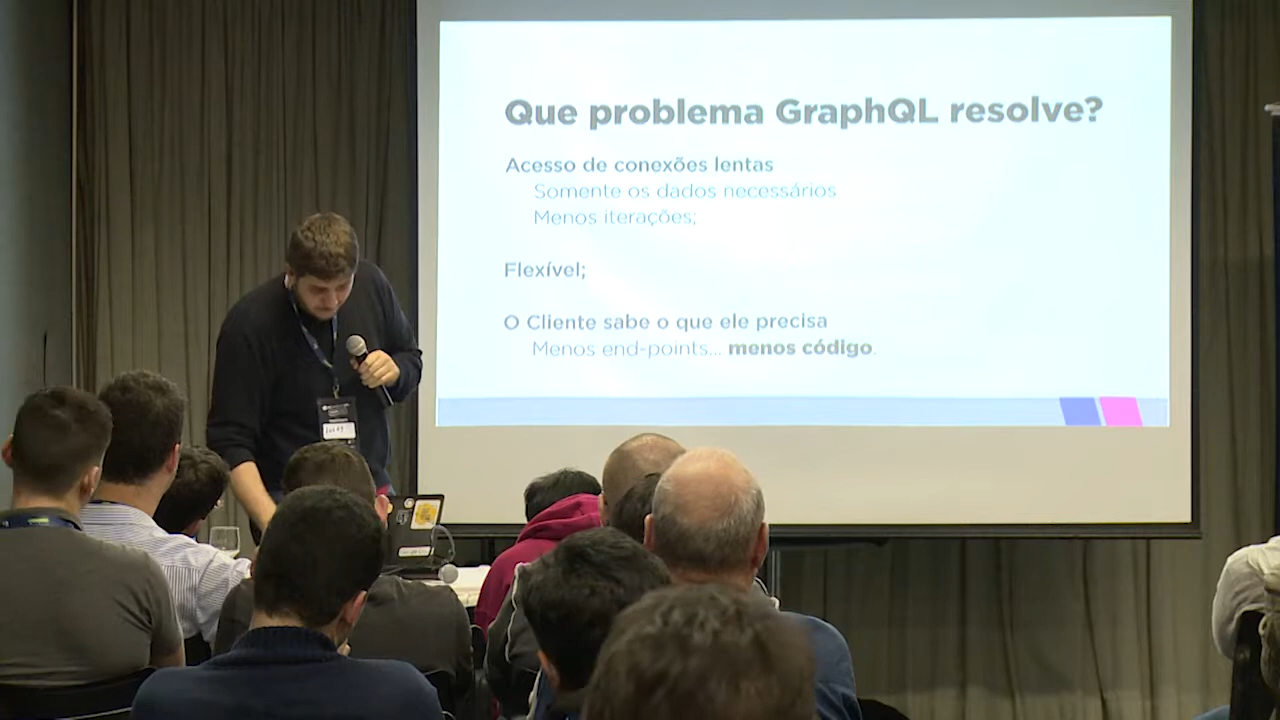 Que problema GraphQL resolve?
Acesso de conexões lentas
Somente os dados necessários
Menos iterações;
Flexível;
O Cliente sabe o que ele precisa
Menos end-points... menos código.